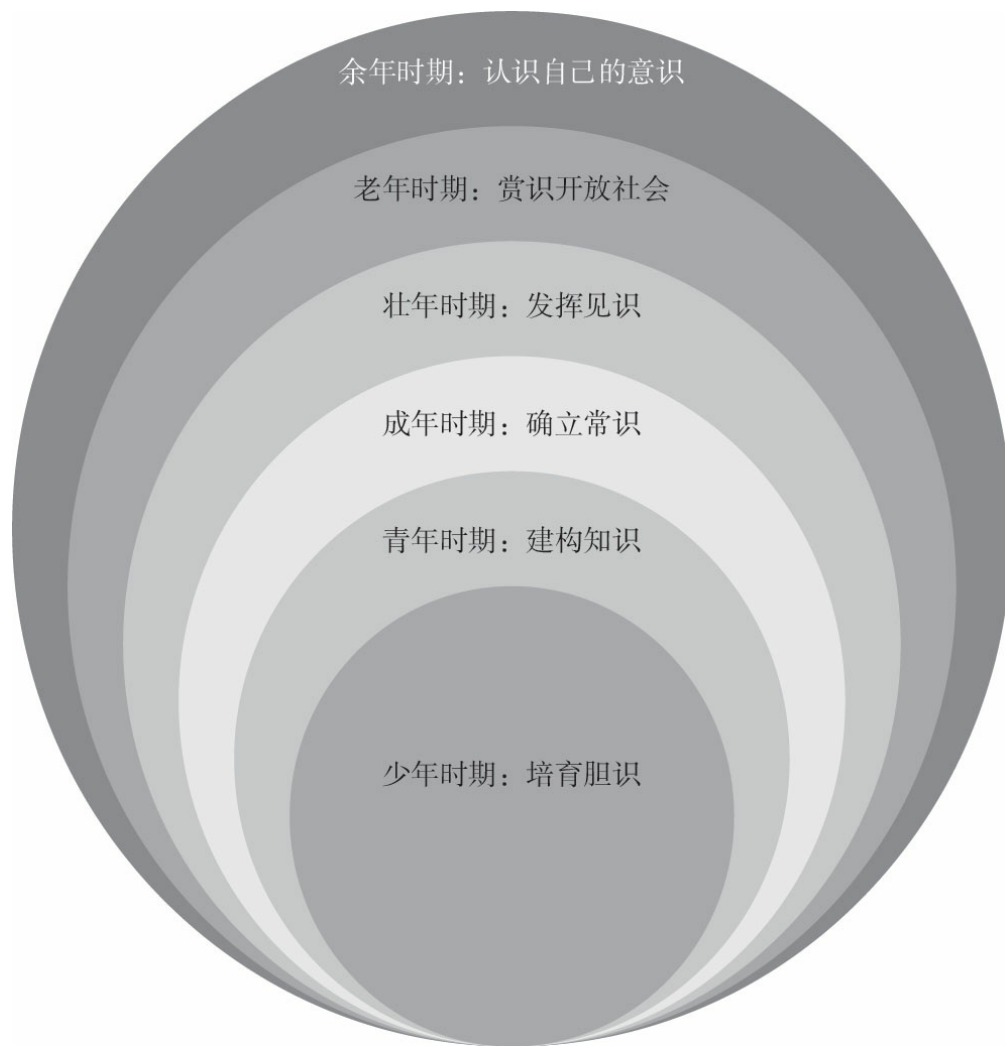 余年时期：认识自己的意识
老年时期：赏识开放社会
壮年时期：发挥见识
成年时期：确立常识
青年时期：建构知识
少年时期：培育胆识